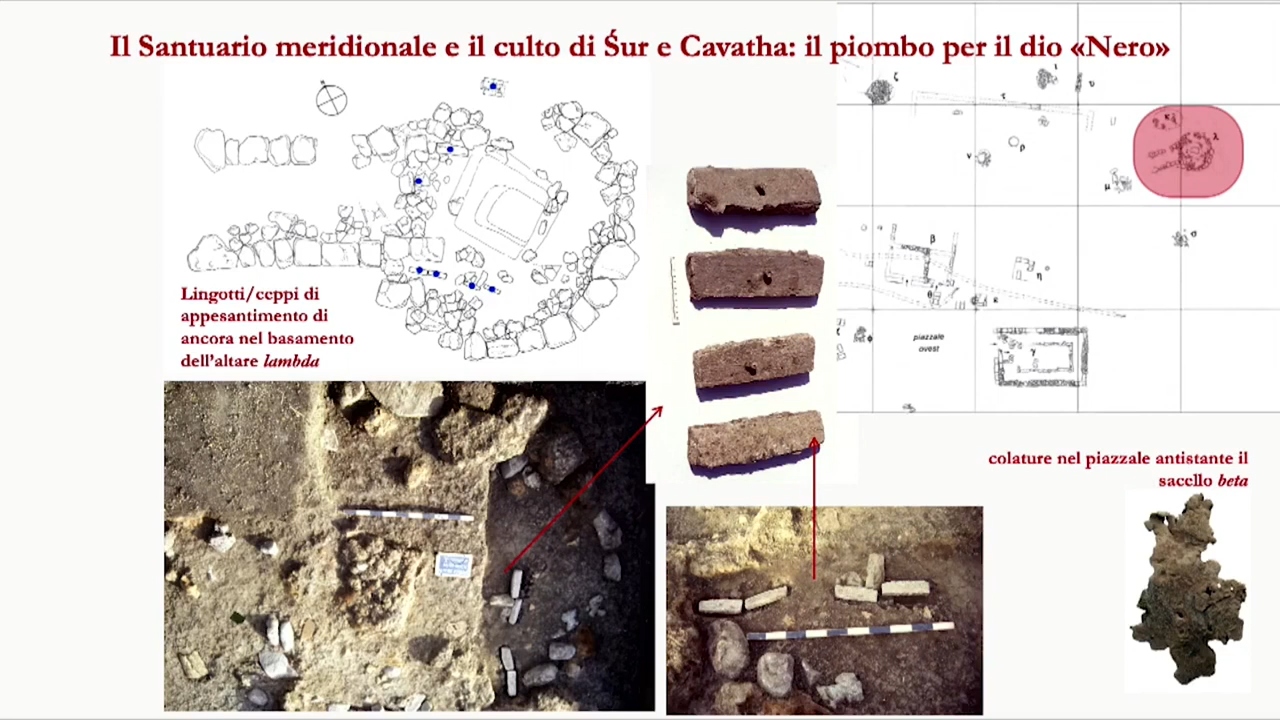 Il Santuario meridionale e il culto di Śur e Cavatha: il piombo per il dio «Nero»
Lingotti/ceppi di
appesantimento di
ancora nel basamento
dell'altare lambda
ζ
ι
υ
ν
ρ
μ
κ
λ
σ
β
η
θ
γ
piazzale
ovest
colature nel piazzale antistante il
sacello beta